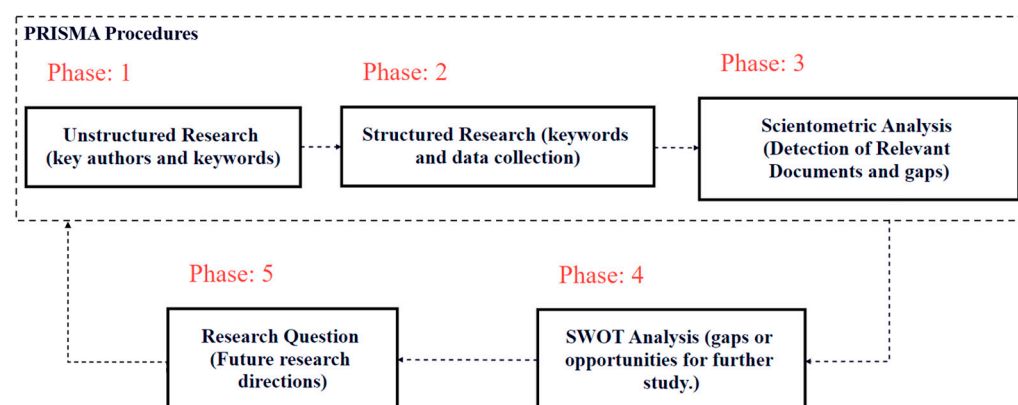 PRISMA Procedures
Phase: 1
Phase: 2
Phase: 3
Unstructured Research
(key authors and keywords)
Structured Research (keywords
and data collection)
Scientometric Analysis
(Detection of Relevant
Documents and gaps)
Phase: 5
Phase: 4
Research Question
(Future research
directions)
SWOT Analysis (gaps or
opportunities for further
study.)